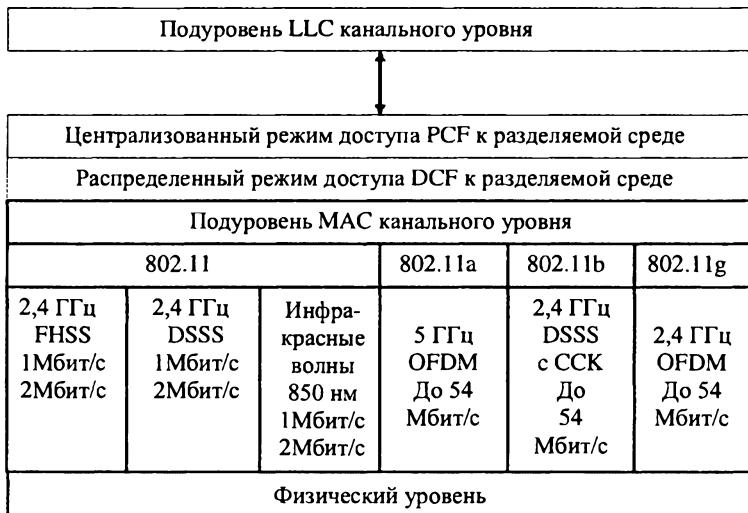 Подуровень LLC канального уровня
Централизованный режим доступа PCF к разделяемой среде
Распределенный режим доступа DCF к разделяемой среде
Подуровень MAC канального уровня
802.11
802.11a
802.11b
802.11g
2,4 ГГц
FHSS
1Мбит/с
2Мбит/с
2,4 ГГц
DSSS
1Мбит/с
2Мбит/с
Инфра-
красные
волны
850 нм
1Мбит/с
2Мбит/с
5 ГГц
OFDM
До 54
Мбит/с
2,4 ГГц
DSSS
с CCK
До
54
Мбит/с
2,4 ГГц
OFDM
До 54
Мбит/с
Физический уровень